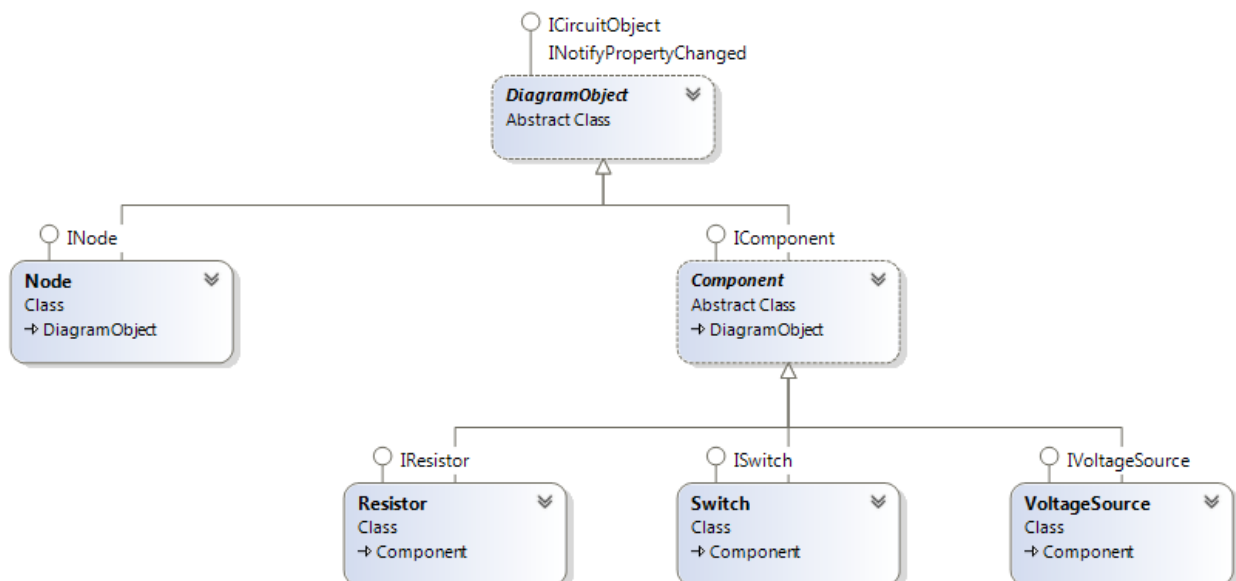 ICircuitObject
INotifyPropertyChanged
DiagramObject
Abstract Class
INode
Node
Class
DiagramObject
IComponent
Component
Abstract Class
DiagramObject
IResistor
Resistor
Class
Component
ISwitch
Switch
Class
Component
IVoltageSource
VoltageSource
Class
Component